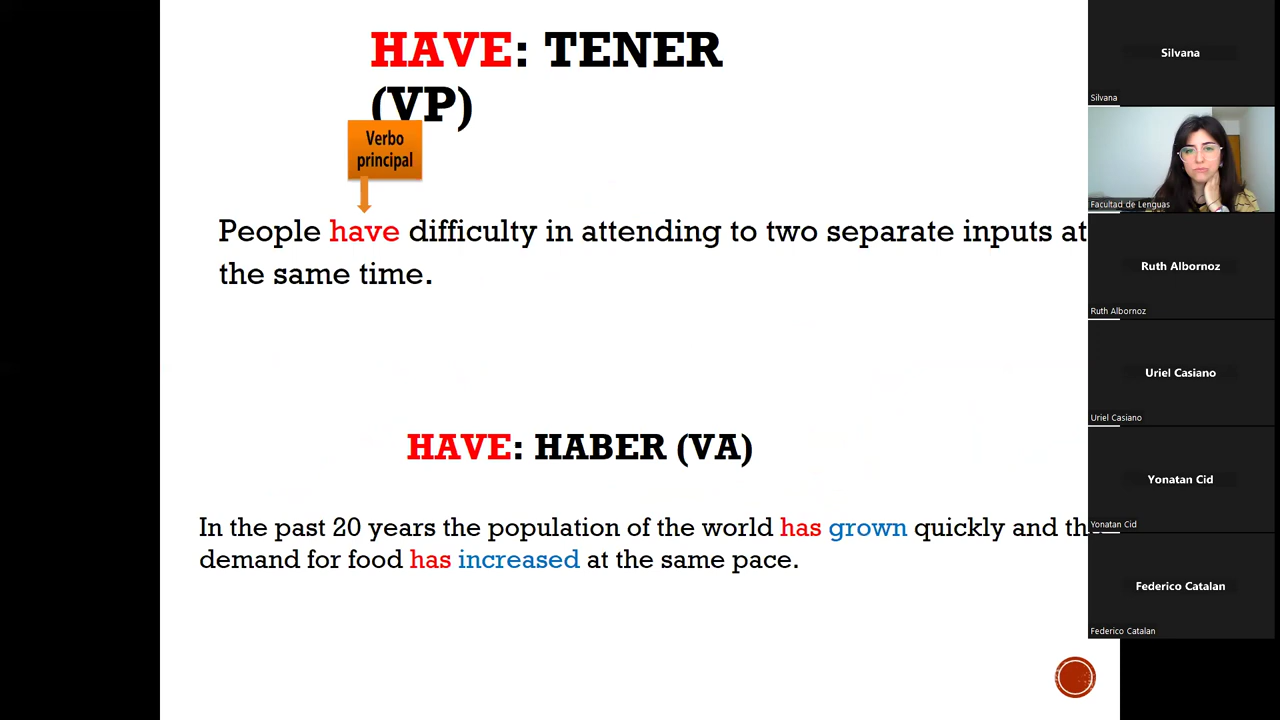 HAVE: TENER
(VP)
Verbo
principal
People have difficulty in attending to two separate inputs at
the same time.
HAVE: HABER (VA)
In the past 20 years the population of the world has grown quickly and th
demand for food has increased at the same pace.
Silvana
Silvana
Facultad de Lenguas
Ruth Albornoz
Ruth Albornoz
Uriel Casiano
Uriel Casiano
Yonatan Cid
Yonatan Cid
Federico Catalan
Federico Catalan